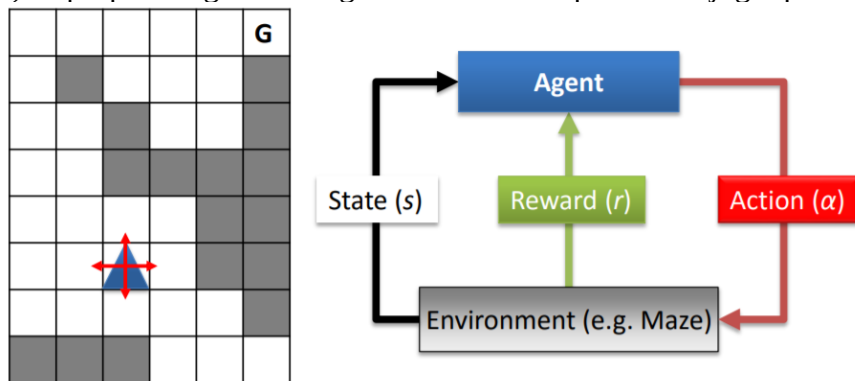 G
Agent
State (s)
Reward (r)
Action (α)
Environment (e.g. Maze)